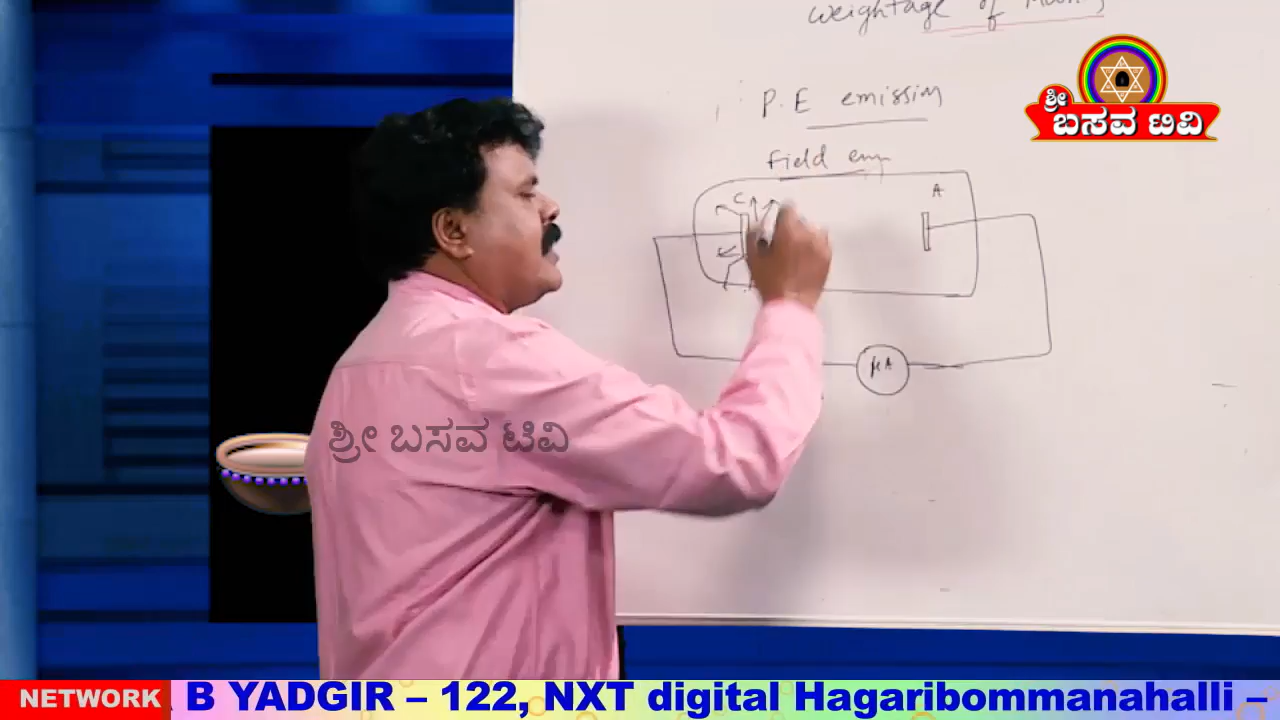 weightage of
P.E emission
Field em
C
A
μA
ಶ್ರೀ
ಬಸವ ಟಿವಿ
ಶ್ರೀ ಬಸವ ಟಿವಿ
NETWORK
B YADGIR – 122, NXT digital Hagaribommanahalli –